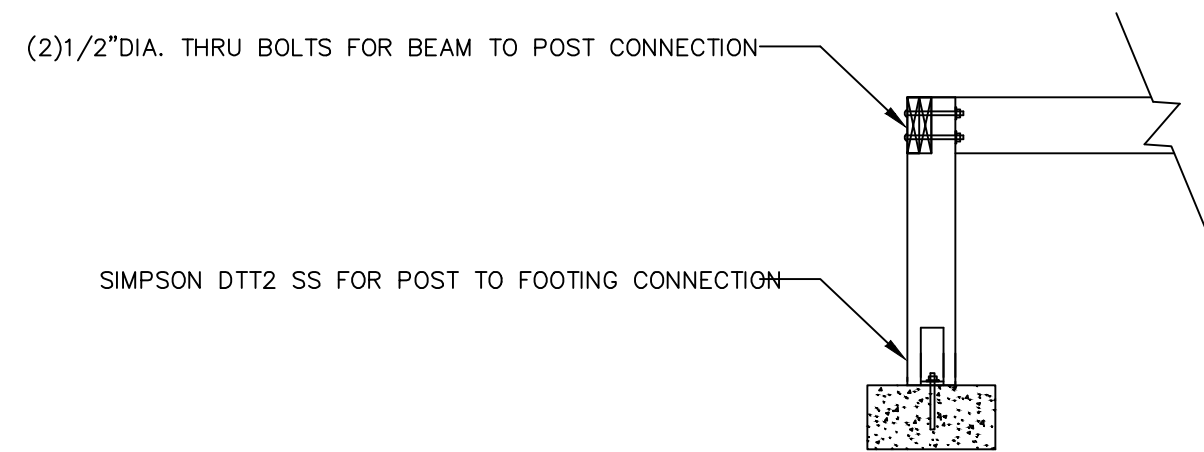 (2)1/2"DIA. THRU BOLTS FOR BEAM TO POST CONNECTION
SIMPSON DTT2 SS FOR POST TO FOOTING CONNECTION